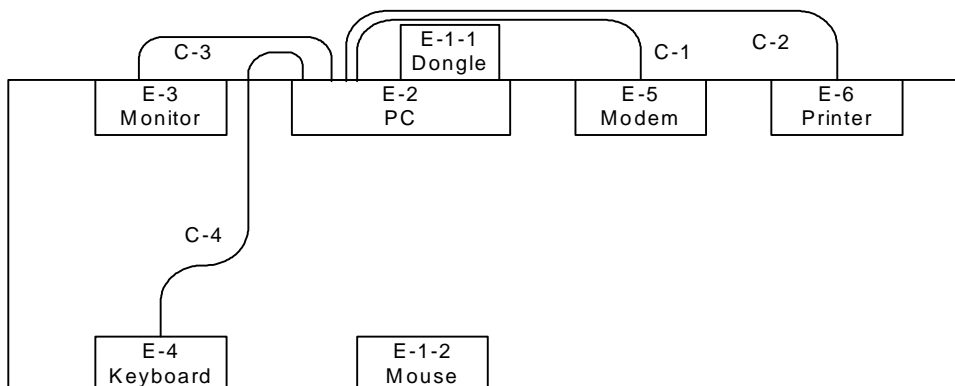 E-1-1
Dongle
C-3
C-1
C-2
E-3
Monitor
E-2
PC
E-5
Modem
E-6
Printer
C-4
E-4
Keyboard
E-1-2
Mouse